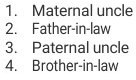 1. Maternal uncle
2. Father-in-law
3. Paternal uncle
4. Brother-in-law